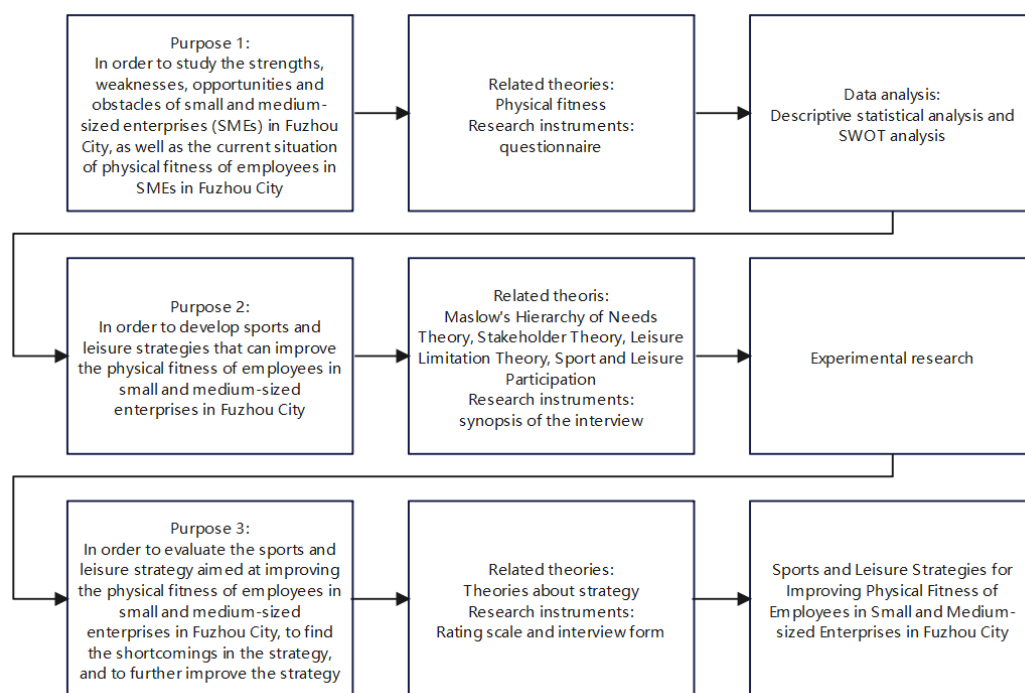 Purpose 1:
In order to study the strengths,
weaknesses, opportunities and
obstacles of small and medium-
sized enterprises (SMEs) in Fuzhou
City, as well as the current situation
of physical fitness of employees in
SMEs in Fuzhou City
Related theories:
Physical fitness
Research instruments:
questionnaire
Data analysis:
Descriptive statistical analysis and
SWOT analysis
Purpose 2:
In order to develop sports and
leisure strategies that can improve
the physical fitness of employees in
small and medium-sized
enterprises in Fuzhou City
Related theoris:
Maslow's Hierarchy of Needs
Theory, Stakeholder Theory, Leisure
Limitation Theory, Sport and Leisure
Participation
Research instruments:
synopsis of the interview
Experimental research
Purpose 3:
In order to evaluate the sports and
leisure strategy aimed at improving
the physical fitness of employees in
small and medium-sized
enterprises in Fuzhou City, to find
the shortcomings in the strategy,
and to further improve the strategy
Related theories:
Theories about strategy
Research instruments:
Rating scale and interview form
Sports and Leisure Strategies for
Improving Physical Fitness of
Employees in Small and Medium-
sized Enterprises in Fuzhou City